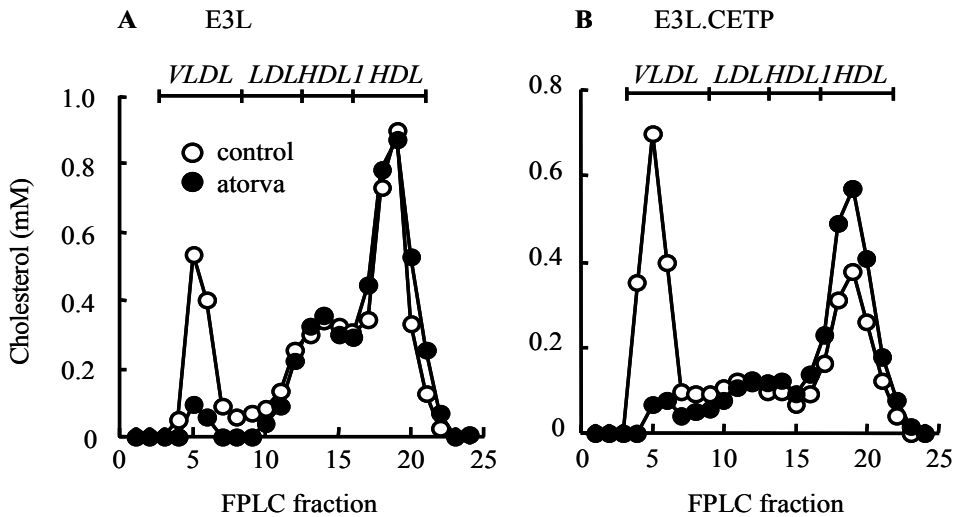 A E3L
VLDL LDL HDL1 HDL
1.0
0.8
0.6
0.4
0.2
0
control
atorva
Cholesterol (mM)
0 5 10 15 20 25
FPLC fraction
B E3L.CETP
VLDL LDL HDL1 HDL
0.8
0.6
0.4
0.2
0
0 5 10 15 20 25
FPLC fraction